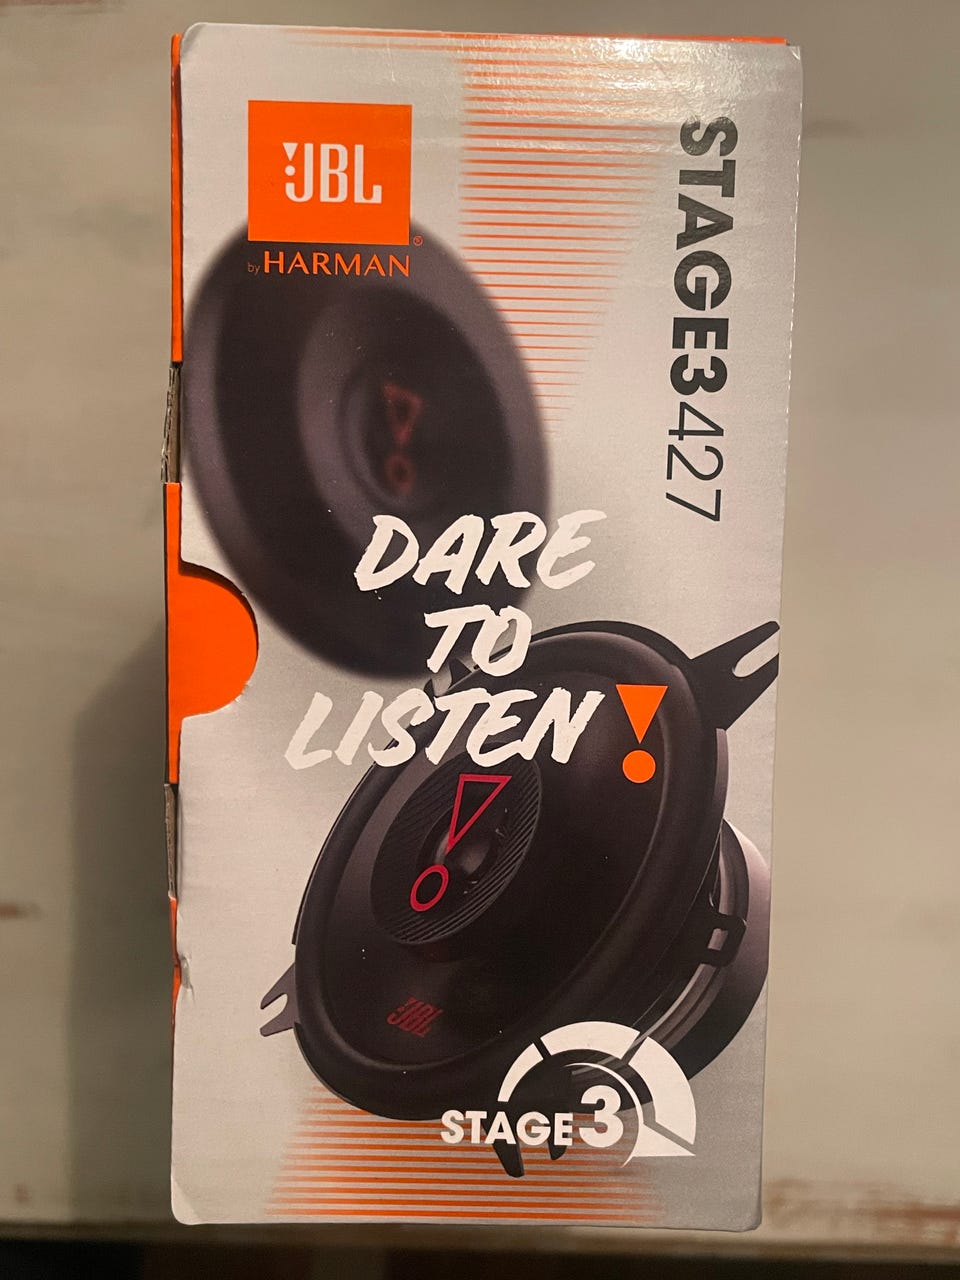 JBL
®
by HARMAN
STAGE3427
DARE
TO
LISTEN!
JBL
STAGE3